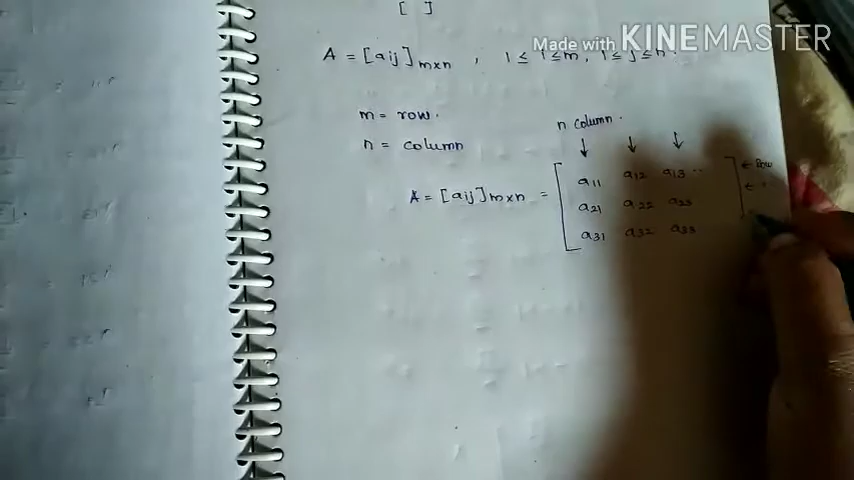 [ ]
Made with KINEMASTER
A = [aij]m×n , 1 ≤ i ≤ m, 1 ≤ j ≤ n.
m = row.
n = column
n column.
↓ ↓ ↓
A = [aij]m×n = [ a11 a12 a13 .. ] ← Row
a21 a22 a23 ←
a31 a32 a33